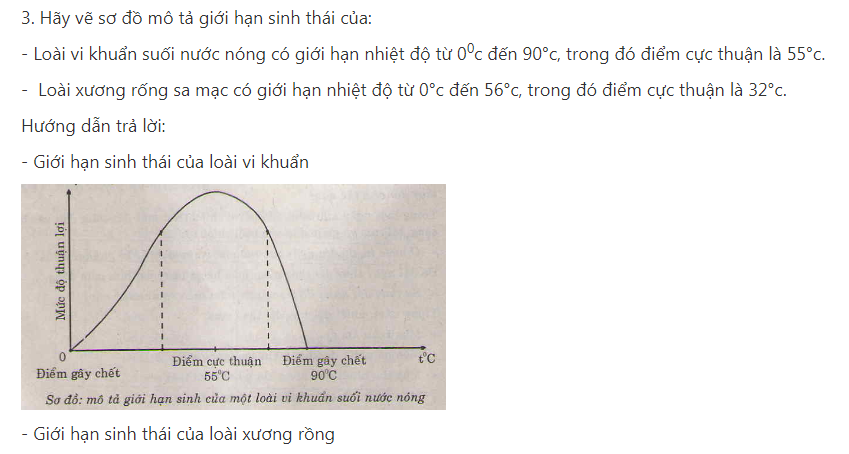 3. Hãy vẽ sơ đồ mô tả giới hạn sinh thái của:
- Loài vi khuẩn suối nước nóng có giới hạn nhiệt độ từ 0⁰c đến 90°c, trong đó điểm cực thuận là 55°c.
- Loài xương rống sa mạc có giới hạn nhiệt độ từ 0°c đến 56°c, trong đó điểm cực thuận là 32°c.
Hướng dẫn trả lời:
- Giới hạn sinh thái của loài vi khuẩn
Mức độ thuận lợi
0
Điểm gây chết
Điểm cực thuận
55°C
Điểm gây chết
90°C
t°C
Sơ đồ: mô tả giới hạn sinh của một loài vi khuẩn suối nước nóng
- Giới hạn sinh thái của loài xương rồng